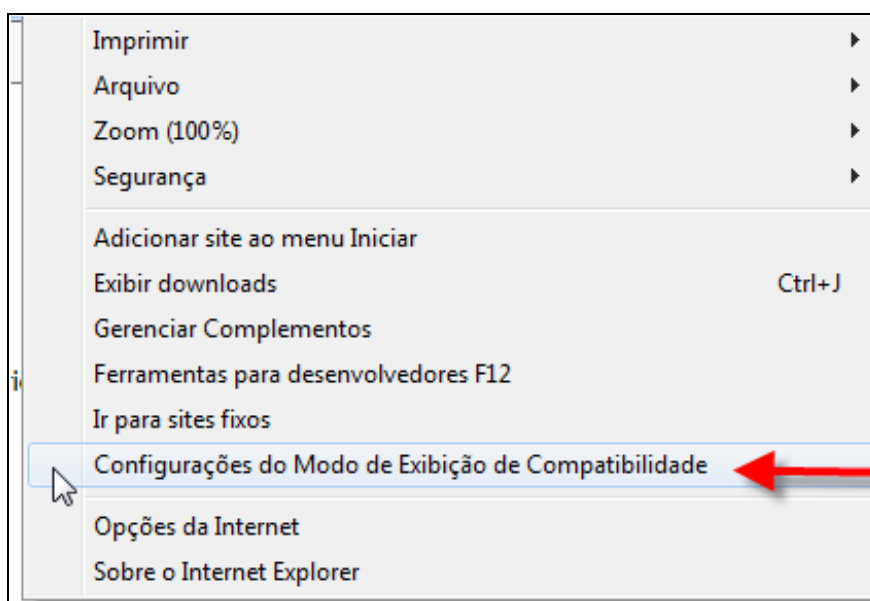 Imprimir
Arquivo
Zoom (100%)
Segurança
Adicionar site ao menu Iniciar
Exibir downloads Ctrl+J
Gerenciar Complementos
Ferramentas para desenvolvedores F12
Ir para sites fixos
Configurações do Modo de Exibição de Compatibilidade
Opções da Internet
Sobre o Internet Explorer